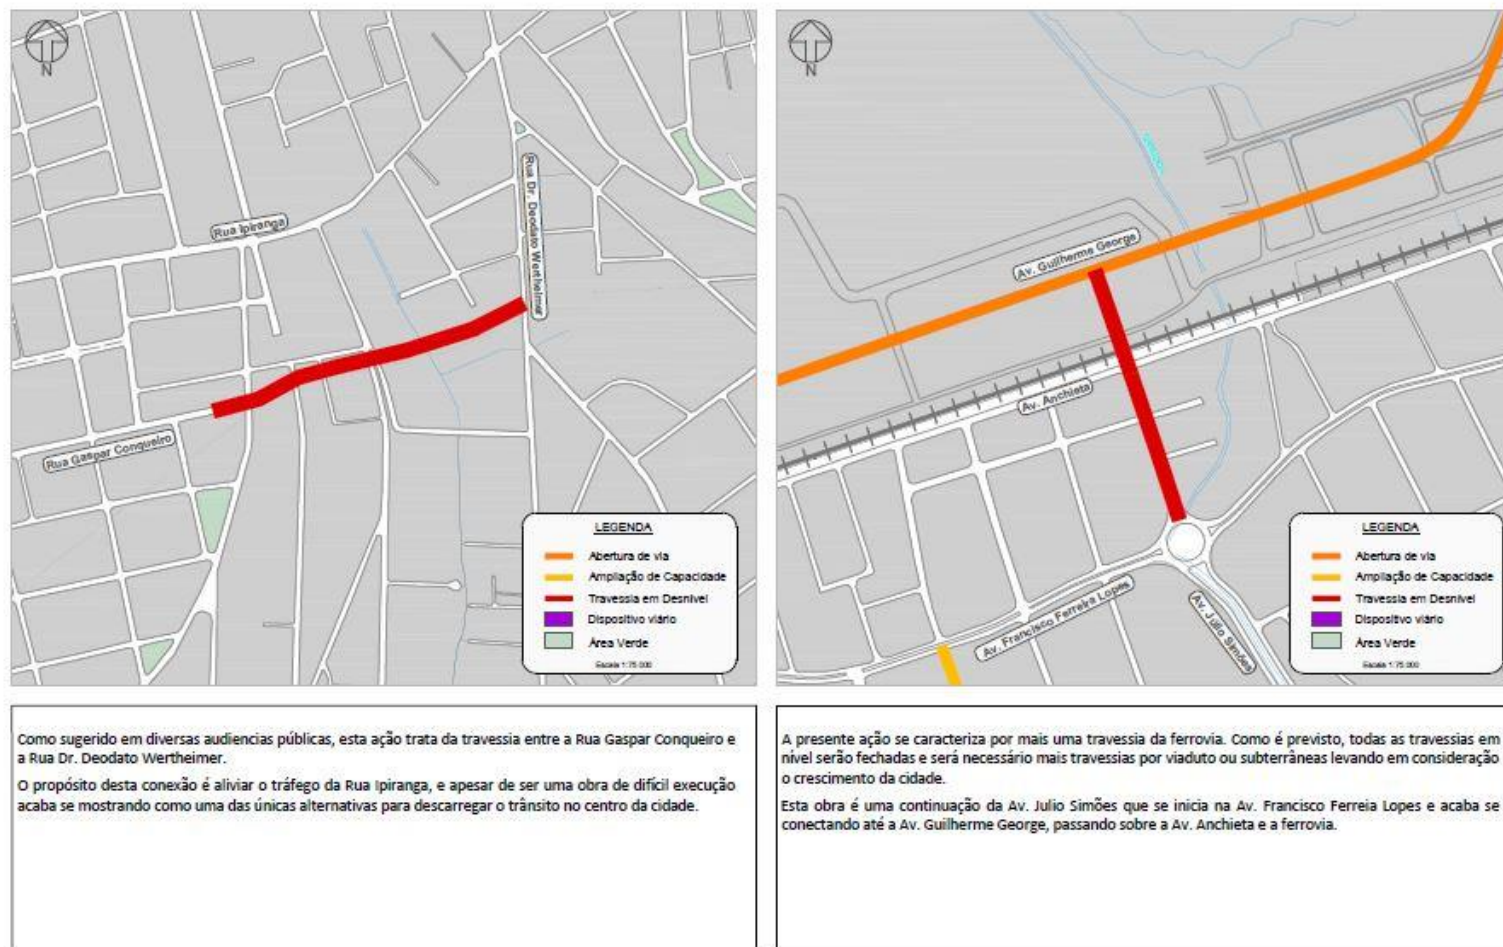 N
Rua Ipiranga
Rua Dr. Deodato Wertheimer
Rua Gaspar Conqueiro
LEGENDA
Abertura de via
Ampliação de Capacidade
Travessia em Desnível
Dispositivo viário
Área Verde
Escala 1:75.000
Como sugerido em diversas audiencias públicas, esta ação trata da travessia entre a Rua Gaspar Conqueiro e
a Rua Dr. Deodato Wertheimer.
O propósito desta conexão é aliviar o tráfego da Rua Ipiranga, e apesar de ser uma obra de difícil execução
acaba se mostrando como uma das únicas alternativas para descarregar o trânsito no centro da cidade.
N
Av. Guilherme George
Av. Anchieta
Av. Francisco Ferreira Lopes
Av. Julio Simões
LEGENDA
Abertura de via
Ampliação de Capacidade
Travessia em Desnível
Dispositivo viário
Área Verde
Escala 1:75.000
A presente ação se caracteriza por mais uma travessia da ferrovia. Como é previsto, todas as travessias em
nível serão fechadas e será necessário mais travessias por viaduto ou subterrâneas levando em consideração
o crescimento da cidade.
Esta obra é uma continuação da Av. Julio Simões que se inicia na Av. Francisco Ferreia Lopes e acaba se
conectando até a Av. Guilherme George, passando sobre a Av. Anchieta e a ferrovia.